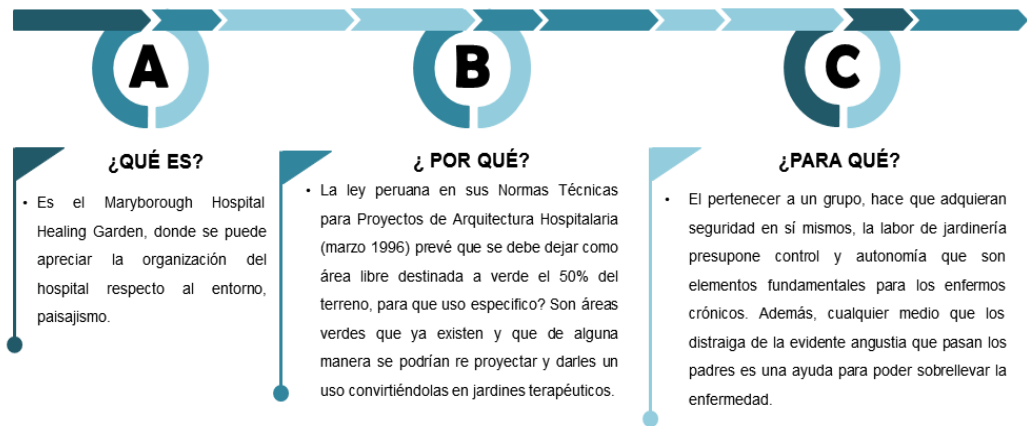 A
B
C
¿QUÉ ES?
• Es el Maryborough Hospital
Healing Garden, donde se puede
apreciar la organización del
hospital respecto al entorno,
paisajismo.
¿ POR QUÉ?
• La ley peruana en sus Normas Técnicas
para Proyectos de Arquitectura Hospitalaria
(marzo 1996) prevé que se debe dejar como
área libre destinada a verde el 50% del
terreno, para que uso especifico? Son áreas
verdes que ya existen y que de alguna
manera se podrían re proyectar y darles un
uso convirtiéndolas en jardines terapéuticos.
¿PARA QUÉ?
• El pertenecer a un grupo, hace que adquieran
seguridad en sí mismos, la labor de jardinería
presupone control y autonomía que son
elementos fundamentales para los enfermos
crónicos. Además, cualquier medio que los
distraiga de la evidente angustia que pasan los
padres es una ayuda para poder sobrellevar la
enfermedad.